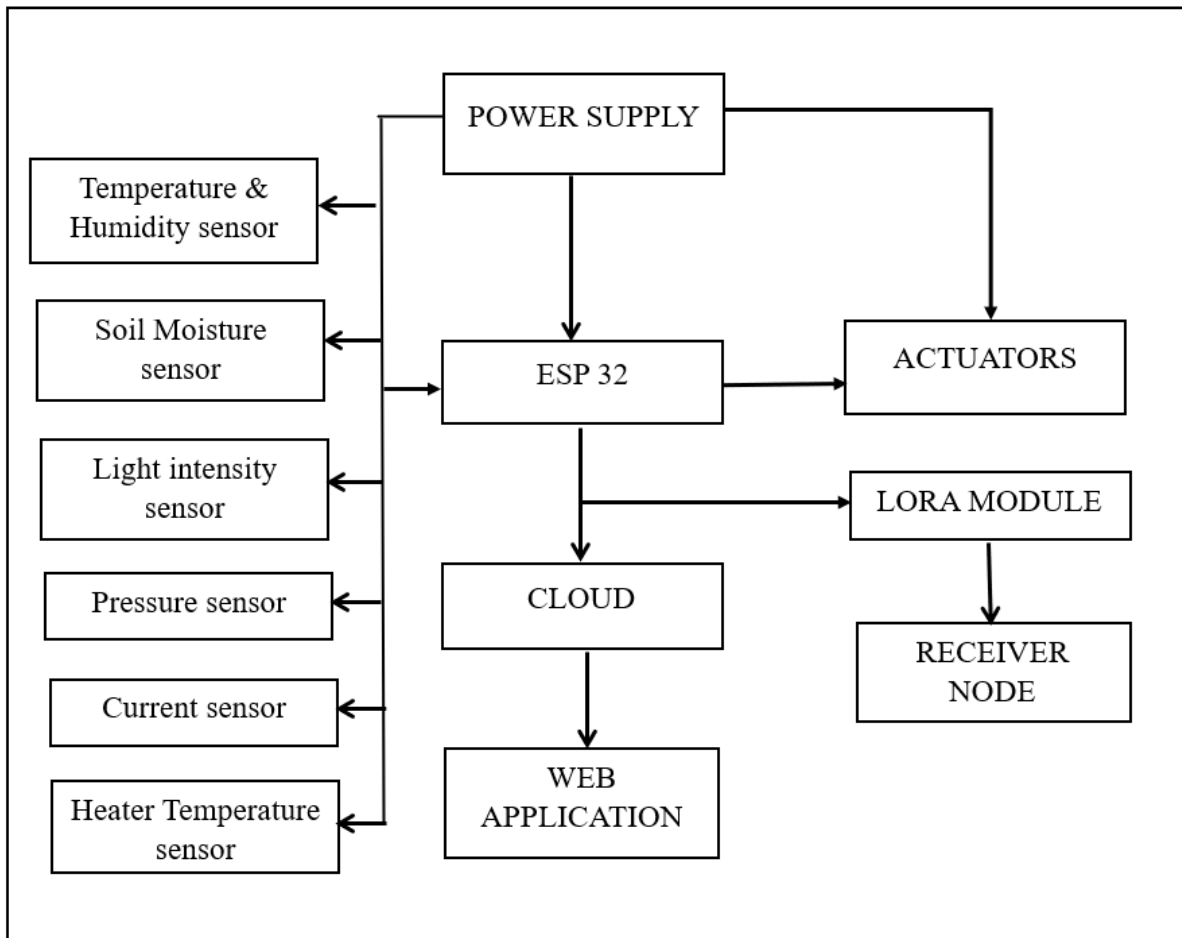 POWER SUPPLY
Temperature &
Humidity sensor
Soil Moisture
sensor
ESP 32
ACTUATORS
Light intensity
sensor
LORA MODULE
Pressure sensor
CLOUD
RECEIVER
NODE
Current sensor
WEB
APPLICATION
Heater Temperature
sensor